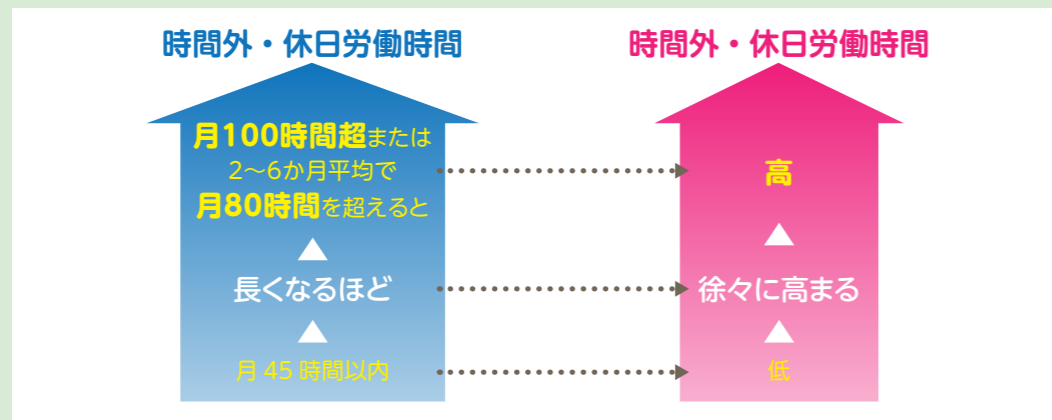 時間外・休日労働時間
月100時間超または
2〜6か月平均で
月80時間を超えると
長くなるほど
月45時間以内
時間外・休日労働時間
高
徐々に高まる
低